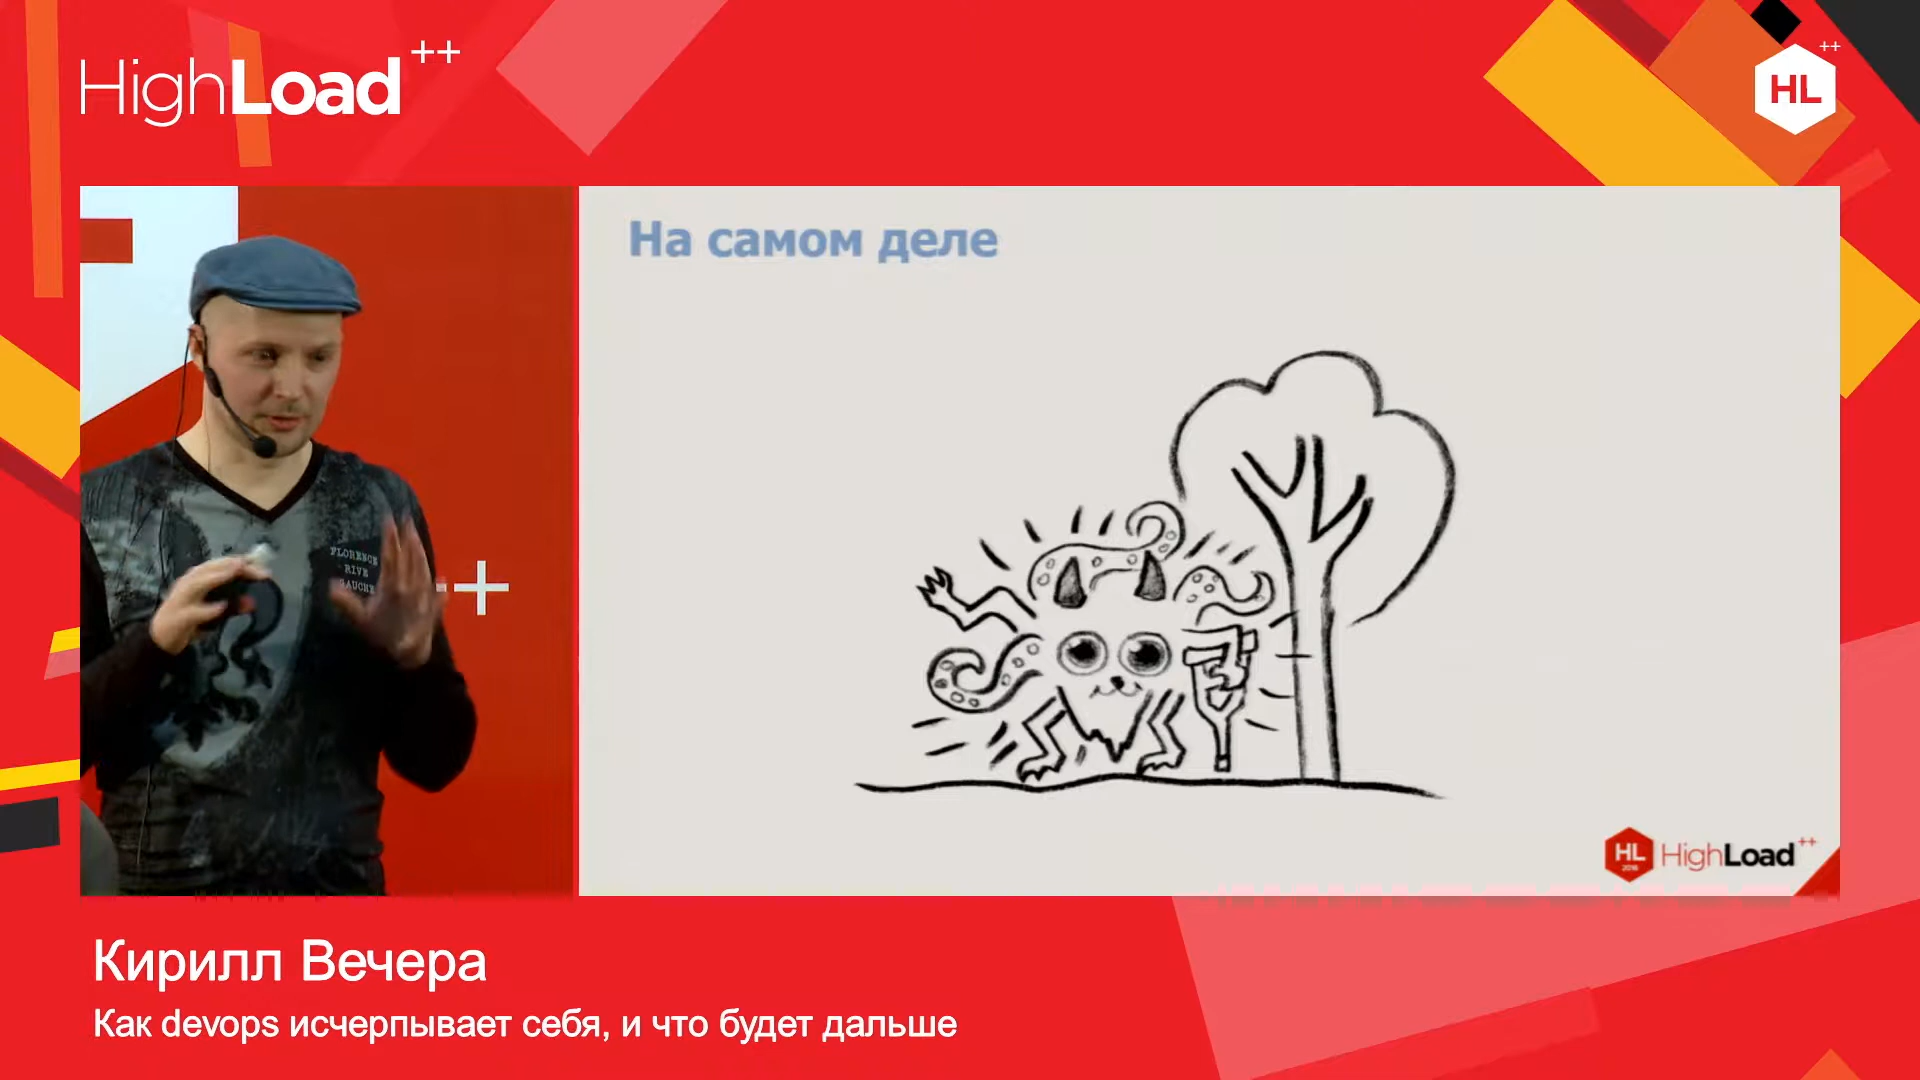 HighLoad++
HL++
На самом деле
FLORENCE
RIVE
GAUCHE
++
HL
2018
HighLoad++
Кирилл Вечера
Как devops исчерпывает себя, и что будет дальше